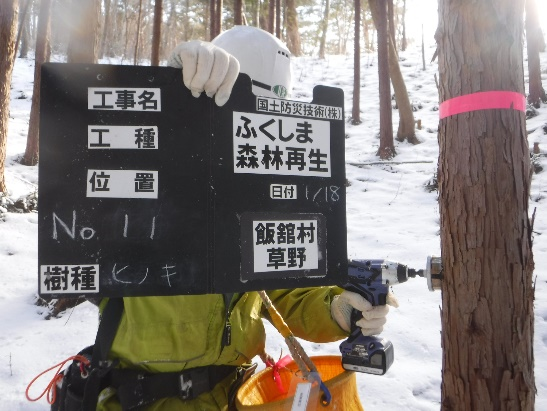 工事名
国土防災技術(株)
工種
ふくしま
森林再生
位置
日付 1/18
No. 11
飯舘村
草野
樹種 ヒノキ